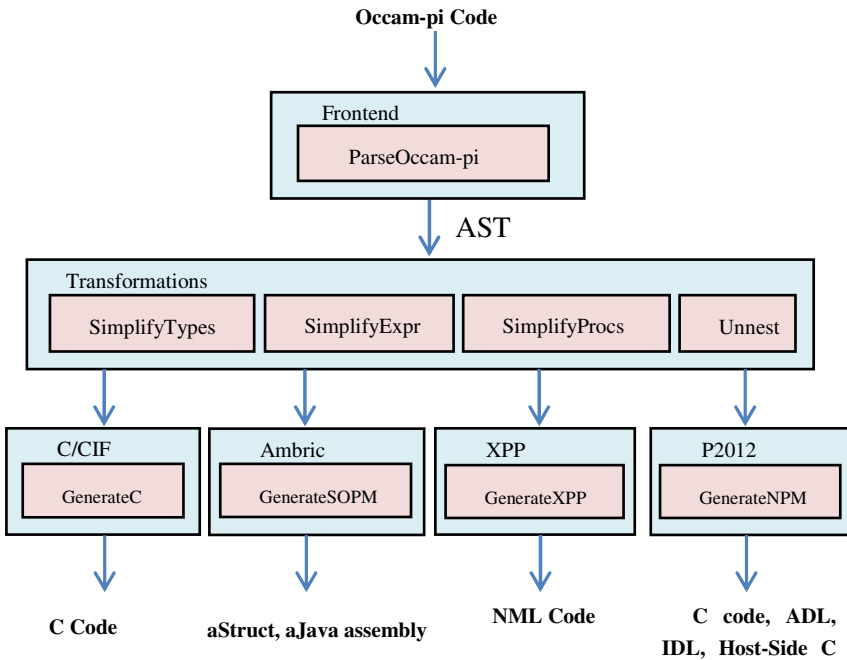 Occam-pi Code
Frontend
ParseOccam-pi
AST
Transformations
SimplifyTypes
SimplifyExpr
SimplifyProcs
Unnest
C/CIF
GenerateC
Ambric
GenerateSOPM
XPP
GenerateXPP
P2012
GenerateNPM
C Code
aStruct, aJava assembly
NML Code
C code, ADL,
IDL, Host-Side C